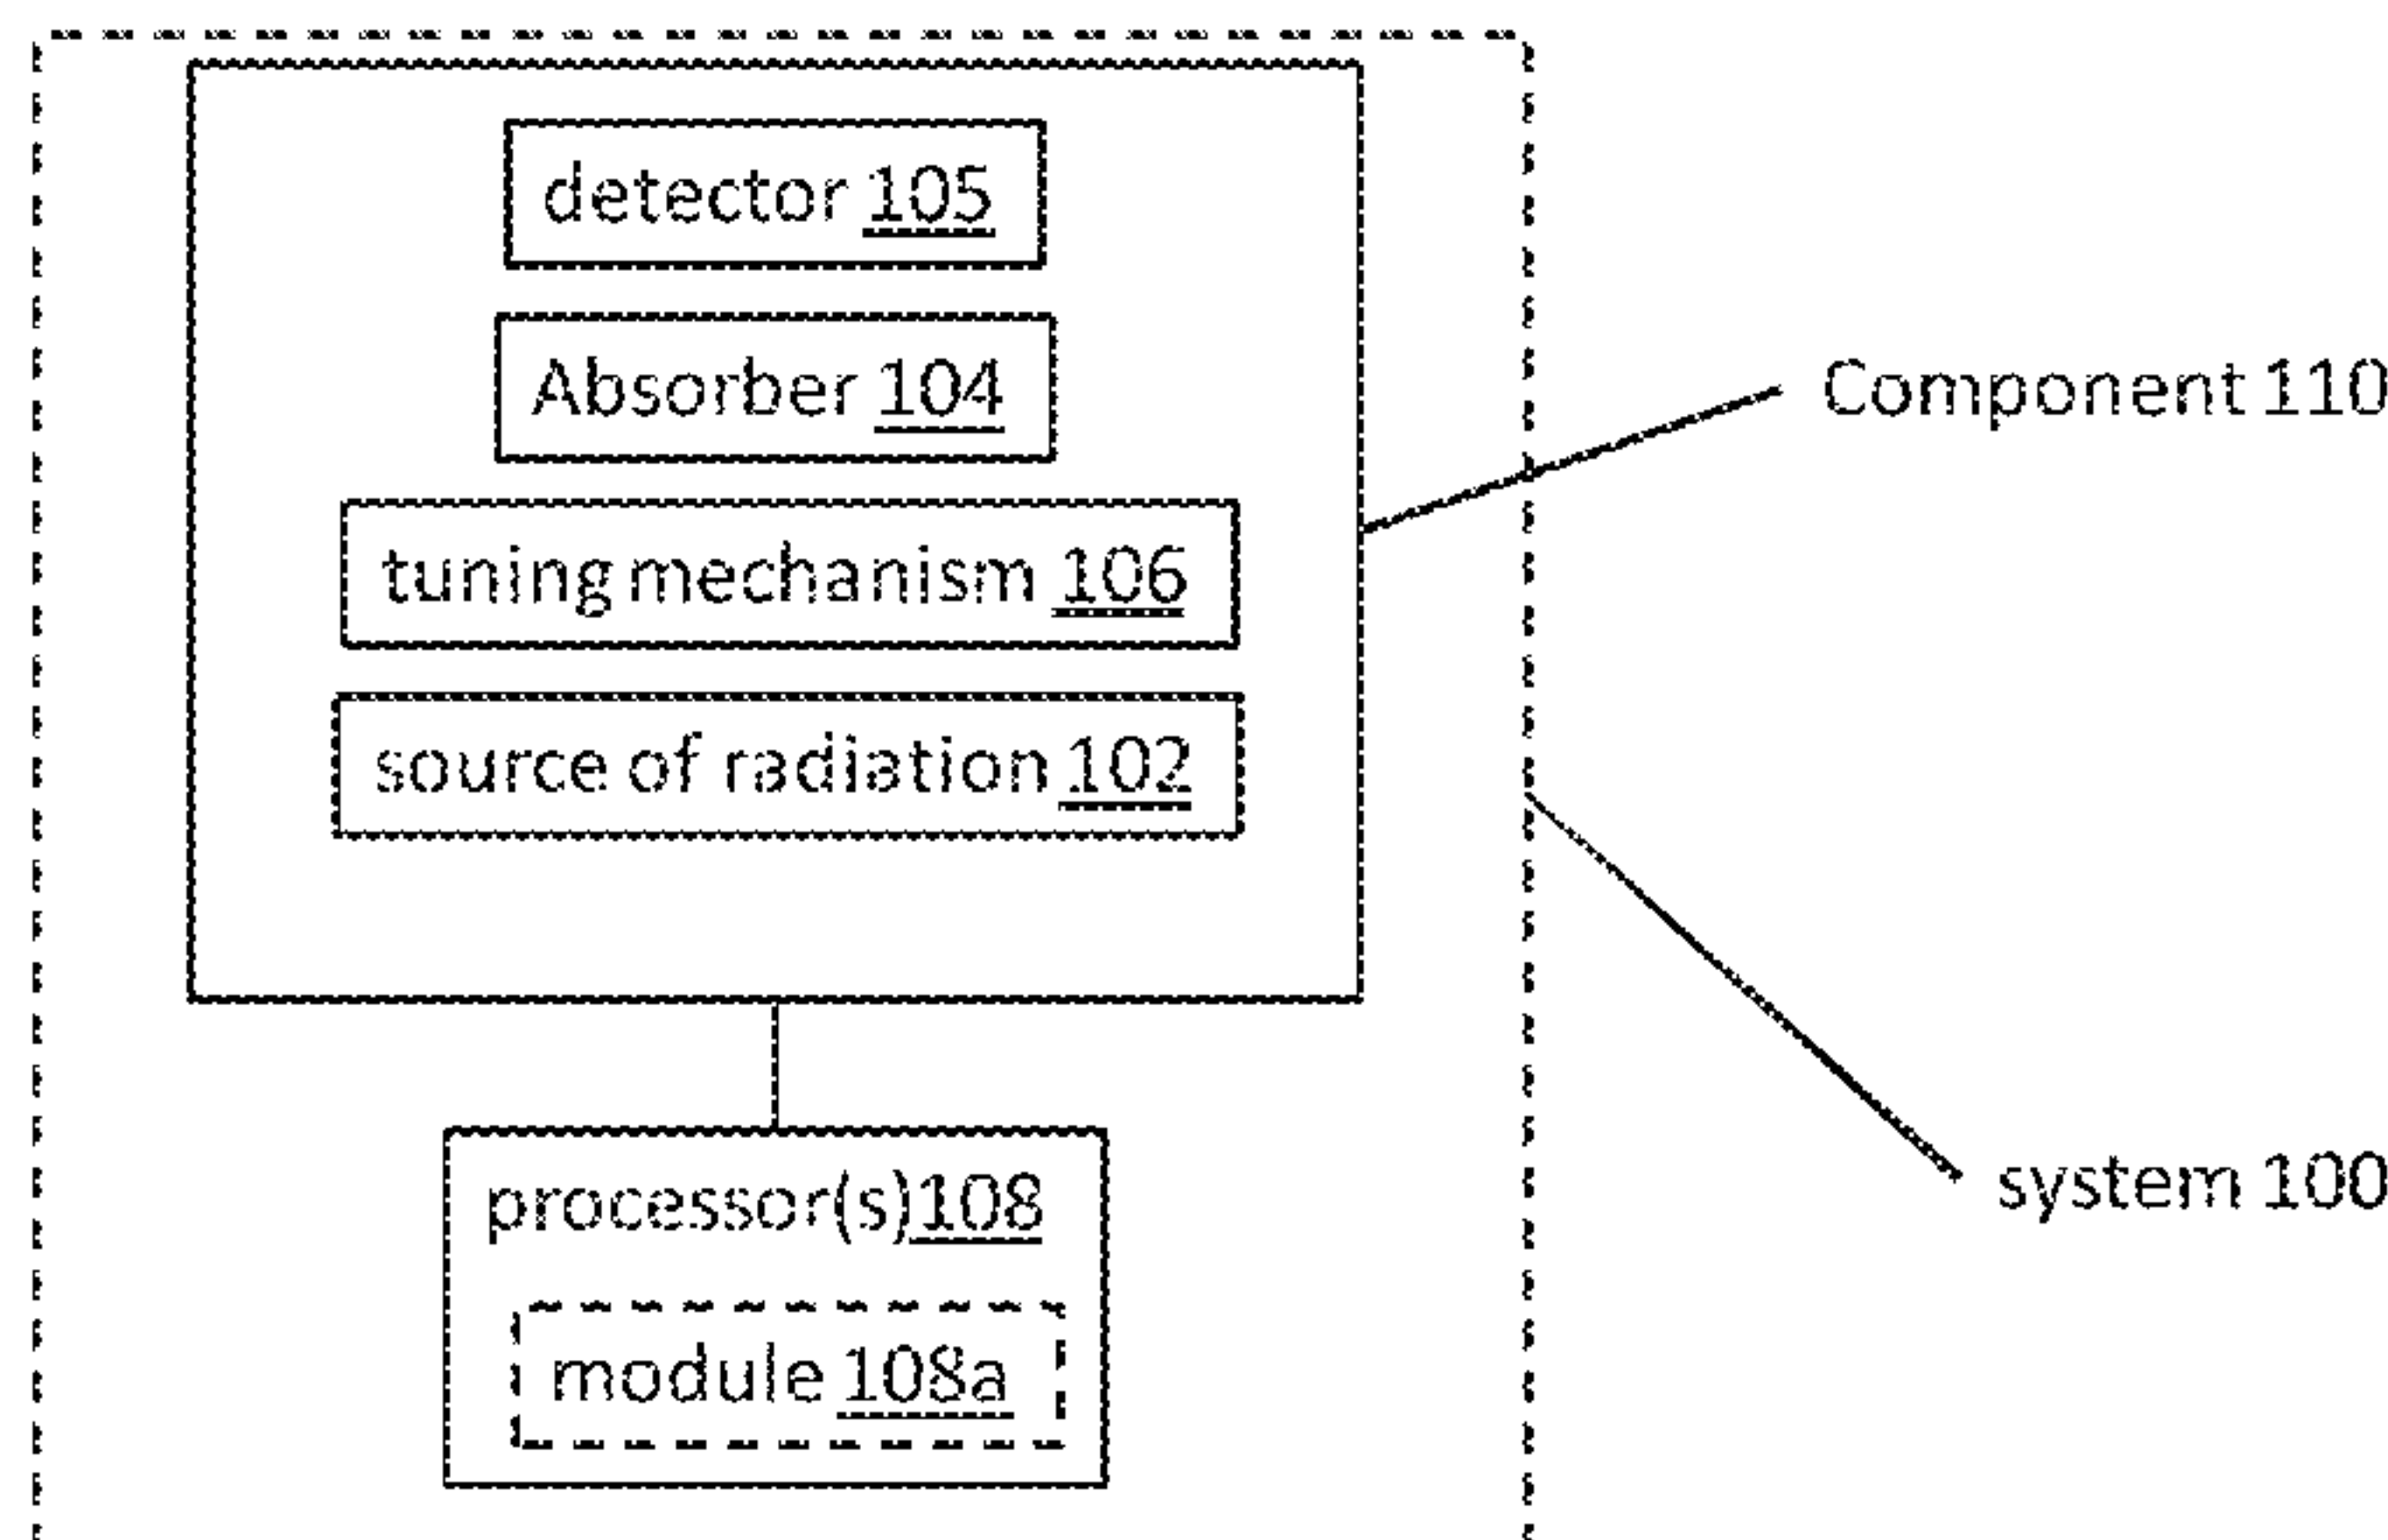 detector 105
Absorber 104
Component 110
tuning mechanism 106
source of radiation 102
processor(s) 108
system 100
module 108a